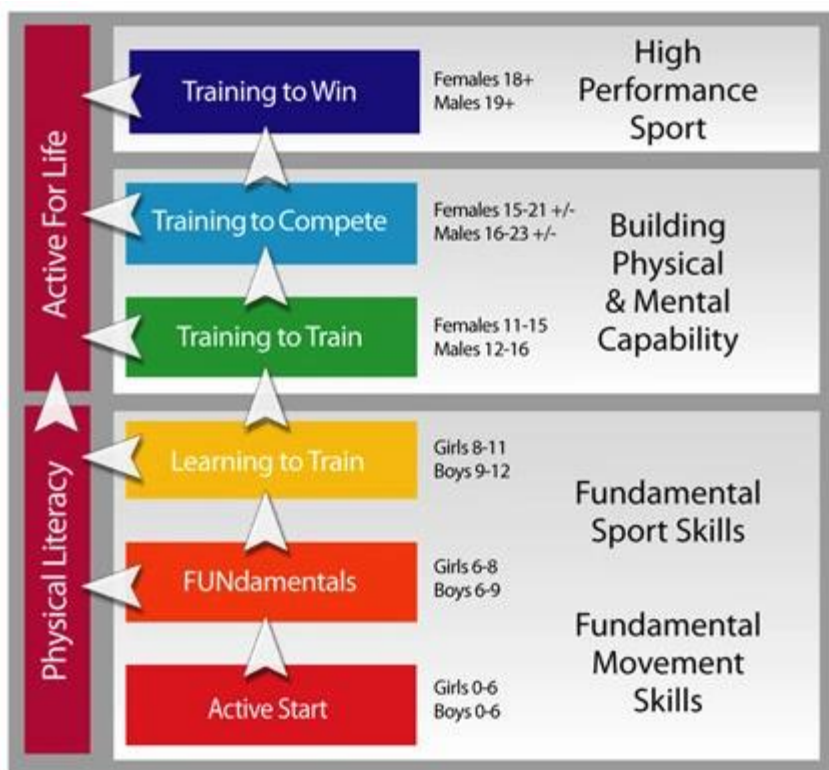 Active For Life
Physical Literacy
Training to Win
Females 18+
Males 19+
High
Performance
Sport
Training to Compete
Females 15-21 +/-
Males 16-23 +/-
Training to Train
Females 11-15
Males 12-16
Building
Physical
& Mental
Capability
Learning to Train
Girls 8-11
Boys 9-12
Fundamental
Sport Skills
FUNdamentals
Girls 6-8
Boys 6-9
Fundamental
Movement
Skills
Active Start
Girls 0-6
Boys 0-6